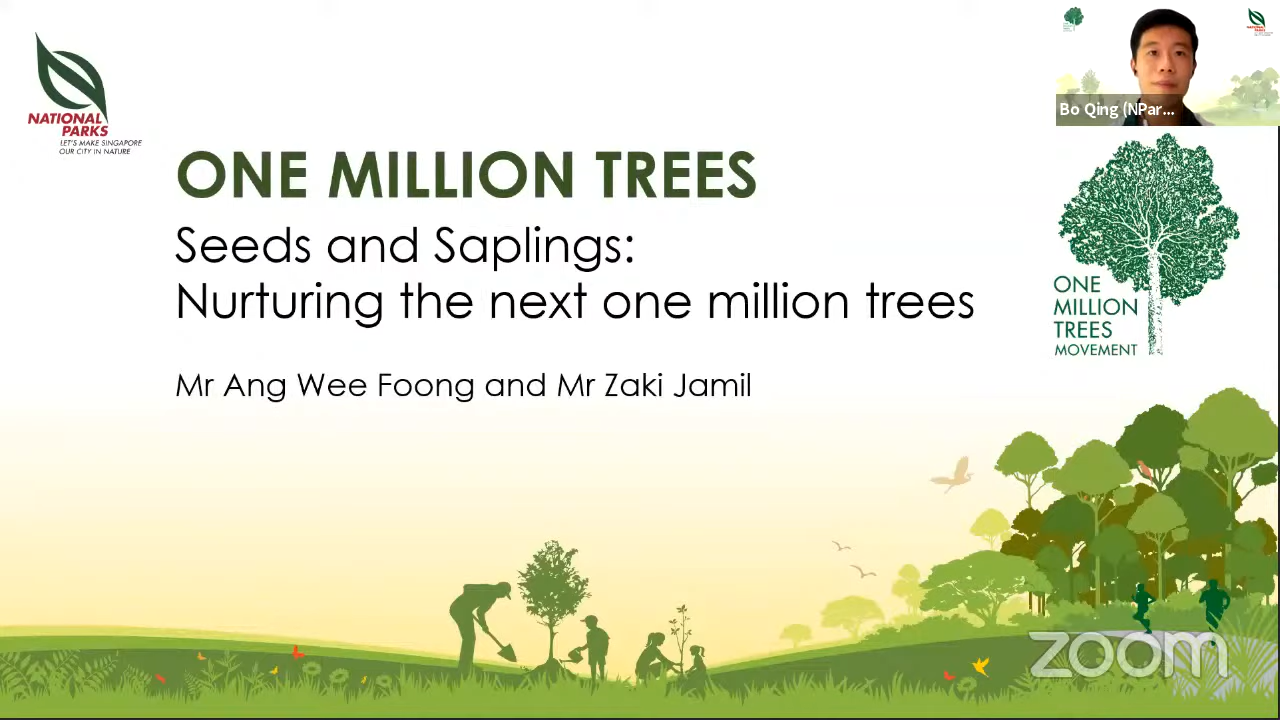 NATIONAL
PARKS
LET'S MAKE SINGAPORE
OUR CITY IN NATURE
ONE MILLION TREES
Seeds and Saplings:
Nurturing the next one million trees
Mr Ang Wee Foong and Mr Zaki Jamil
Bo Qing (NPar...
ONE
MILLION
TREES
MOVEMENT
zoom